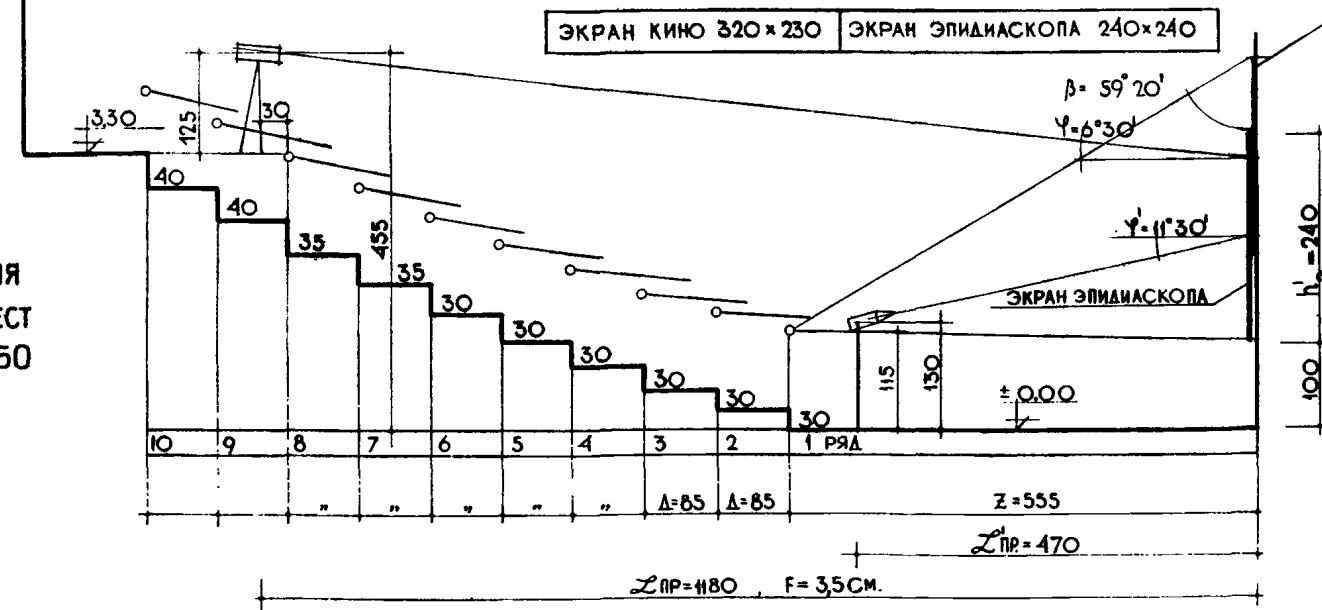 ЭКРАН КИНО 320×230 ЭКРАН ЭПИДИАСКОПА 240×240
β= 59° 20'
φ=6°30'
3,30
125
30
40
40
35
455
35
φ'=11°30'
30
ЭКРАН ЭПИДИАСКОПА
h'э=240
30
30
30
30
30
115
130
±0.00
100
Я
ЕСТ
50
10 9 8 7 6 5 4 3 2 1 РЯД
" " " " " Δ=85 Δ=85 Z=555
ℒ'ПР.=470
ℒПР=1180 , F= 3,5СМ.